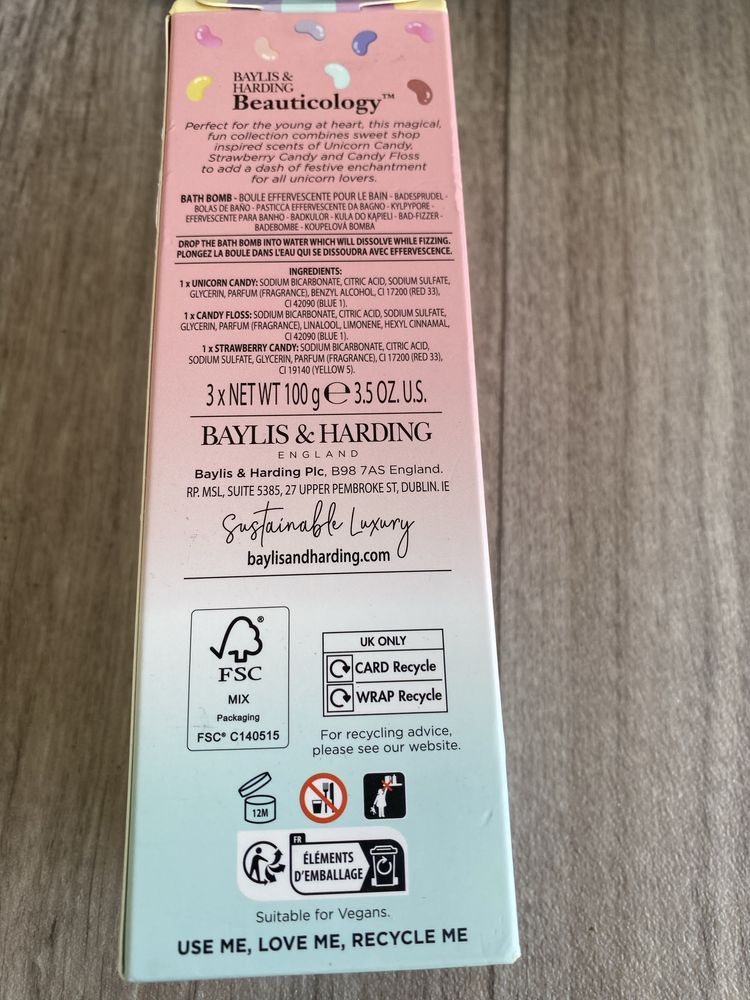 BAYLIS &
HARDING
Beauticology™
Perfect for the young at heart, this magical,
fun collection combines sweet shop
inspired scents of Unicorn Candy,
Strawberry Candy and Candy Floss
to add a dash of festive enchantment
for all unicorn lovers.
BATH BOMB - BOULE EFFERVESCENTE POUR LE BAIN - BADESPRUDEL -
BOLAS DE BAÑO - PASTICCA EFFERVESCENTE DA BAGNO - KYLPYPORE -
EFERVESCENTE PARA BANHO - BADKULOR - KULA DO KĄPIELI - BAD-FIZZER -
BADEBOMBE - KOUPELOVÁ BOMBA
DROP THE BATH BOMB INTO WATER WHICH WILL DISSOLVE WHILE FIZZING.
PLONGEZ LA BOULE DANS L'EAU QUI SE DISSOUDRA AVEC EFFERVESCENCE.
INGREDIENTS:
1 x UNICORN CANDY: SODIUM BICARBONATE, CITRIC ACID, SODIUM SULFATE,
GLYCERIN, PARFUM (FRAGRANCE), BENZYL ALCOHOL, CI 17200 (RED 33),
CI 42090 (BLUE 1).
1 x CANDY FLOSS: SODIUM BICARBONATE, CITRIC ACID, SODIUM SULFATE,
GLYCERIN, PARFUM (FRAGRANCE), LINALOOL, LIMONENE, HEXYL CINNAMAL,
CI 42090 (BLUE 1).
1 x STRAWBERRY CANDY: SODIUM BICARBONATE, CITRIC ACID,
SODIUM SULFATE, GLYCERIN, PARFUM (FRAGRANCE), CI 17200 (RED 33),
CI 19140 (YELLOW 5).
3 x NET WT 100 g ℮ 3.5 OZ. U.S.
BAYLIS & HARDING
ENGLAND
Baylis & Harding Plc, B98 7AS England.
RP. MSL, SUITE 5385, 27 UPPER PEMBROKE ST, DUBLIN. IE
Sustainable Luxury
baylisandharding.com
FSC®
MIX
Packaging
FSC® C140515
UK ONLY
CARD Recycle
WRAP Recycle
For recycling advice,
please see our website.
12M
FR
ÉLÉMENTS
D'EMBALLAGE
Suitable for Vegans.
USE ME, LOVE ME, RECYCLE ME